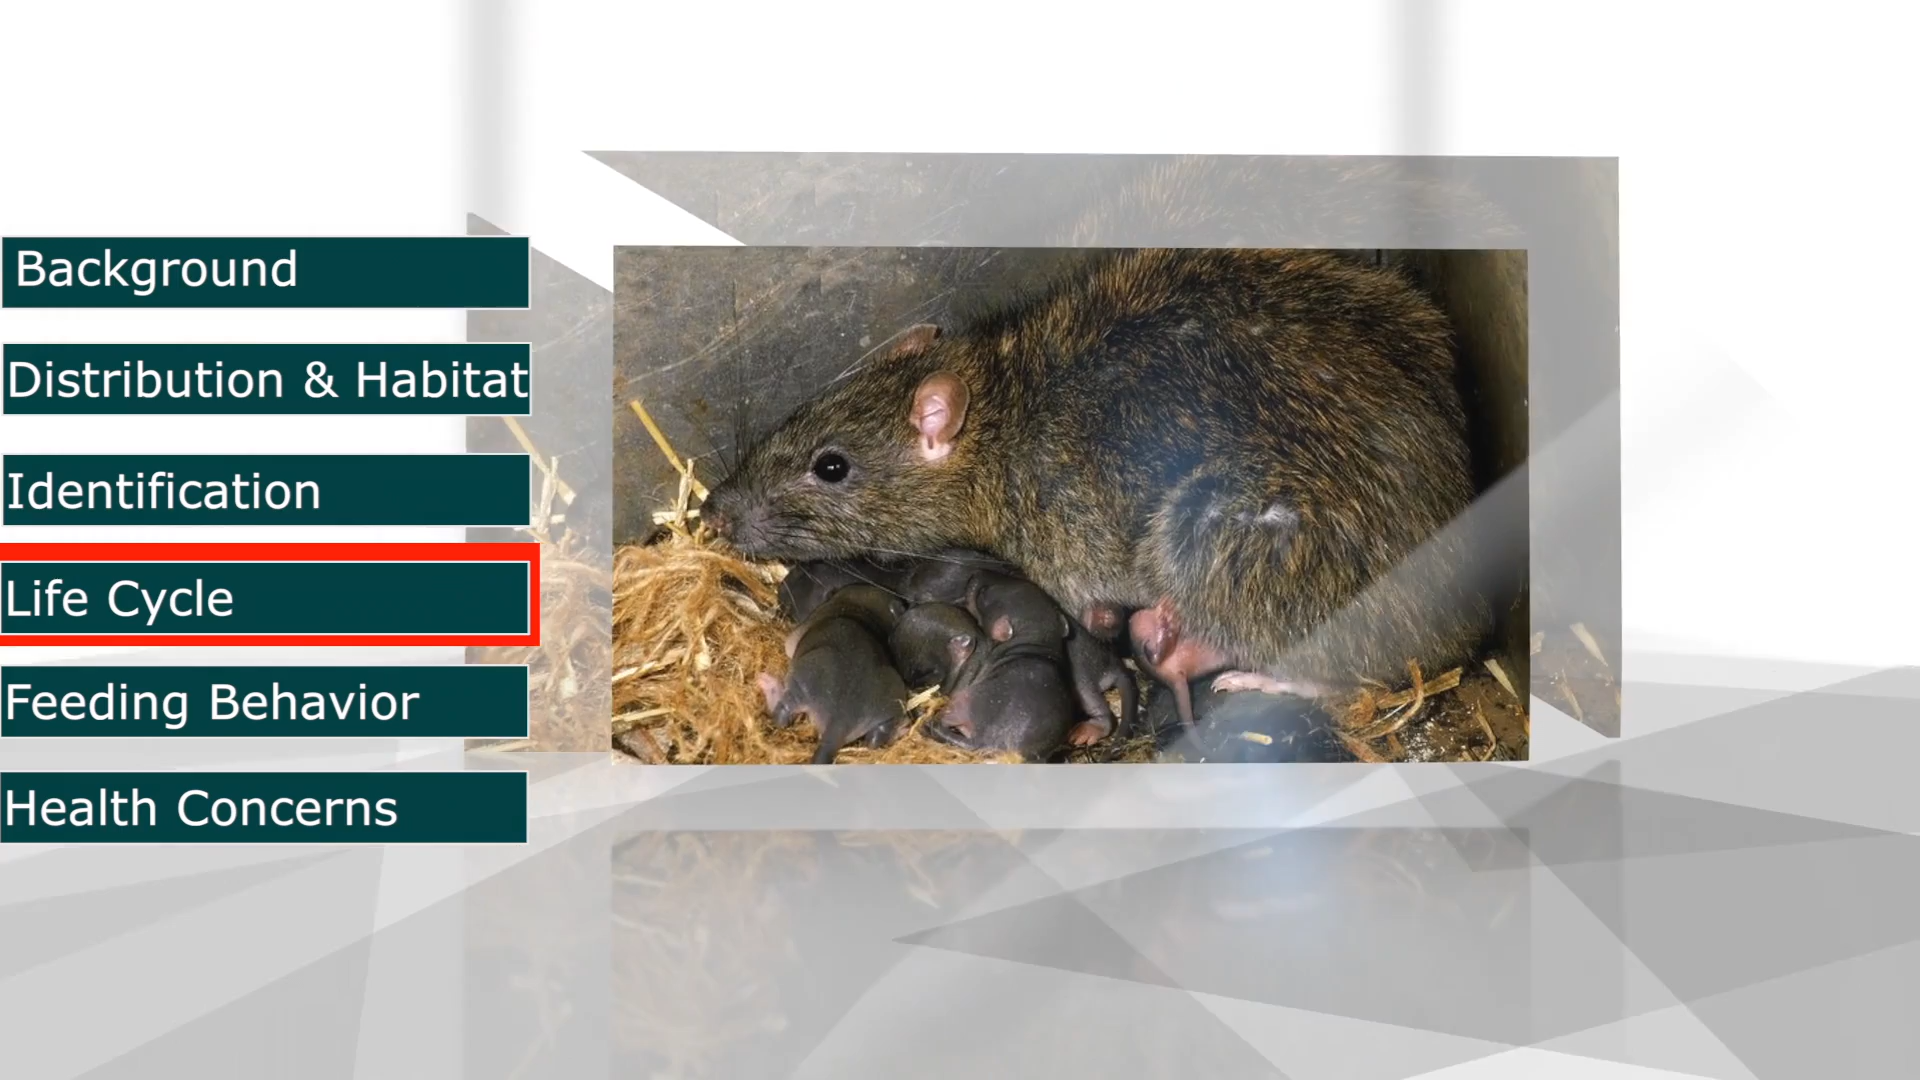 Background
Distribution & Habitat
Identification
Life Cycle
Feeding Behavior
Health Concerns